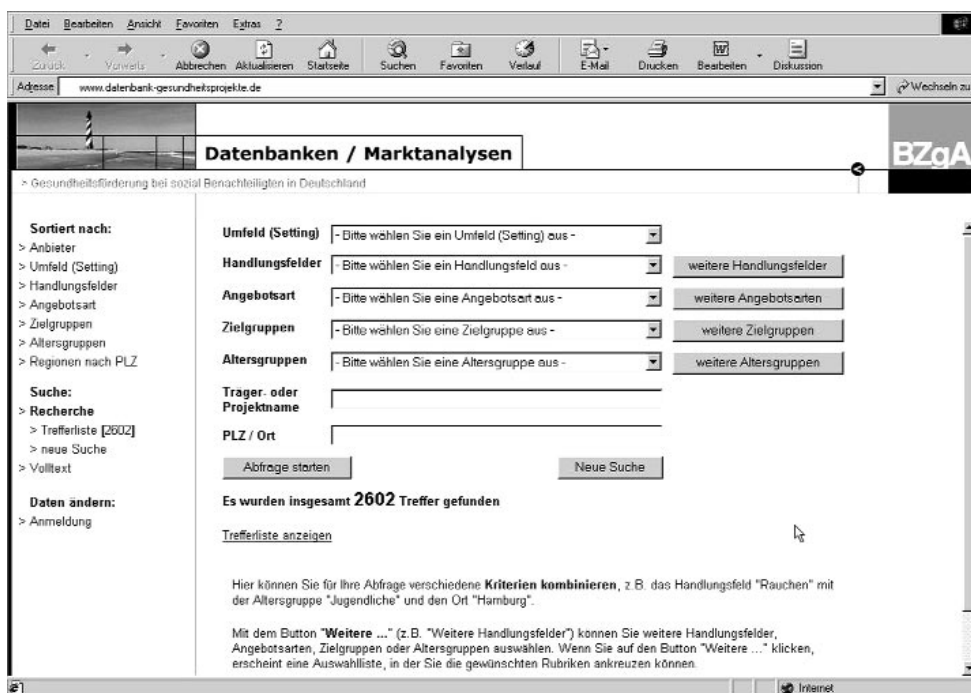 Datei Bearbeiten Ansicht Favoriten Extras ?
Zurück Vorwärts Abbrechen Aktualisieren Startseite Suchen Favoriten Verlauf E-Mail Drucken Bearbeiten Diskussion
Adresse www.datenbank-gesundheitsprojekte.de Wechseln zu
Datenbanken / Marktanalysen
BZgA
> Gesundheitsförderung bei sozial Benachteiligten in Deutschland
Sortiert nach:
> Anbieter
> Umfeld (Setting)
> Handlungsfelder
> Angebotsart
> Zielgruppen
> Altersgruppen
> Regionen nach PLZ
Suche:
> Recherche
> Trefferliste [2602]
> neue Suche
> Volltext
Daten ändern:
> Anmeldung
Umfeld (Setting) - Bitte wählen Sie ein Umfeld (Setting) aus -
Handlungsfelder - Bitte wählen Sie ein Handlungsfeld aus - weitere Handlungsfelder
Angebotsart - Bitte wählen Sie eine Angebotsart aus - weitere Angebotsarten
Zielgruppen - Bitte wählen Sie eine Zielgruppe aus - weitere Zielgruppen
Altersgruppen - Bitte wählen Sie eine Altersgruppe aus - weitere Altersgruppen
Träger- oder
Projektname
PLZ / Ort
Abfrage starten Neue Suche
Es wurden insgesamt 2602 Treffer gefunden
Trefferliste anzeigen
Hier können Sie für Ihre Abfrage verschiedene Kriterien kombinieren, z.B. das Handlungsfeld "Rauchen" mit
der Altersgruppe "Jugendliche" und den Ort "Hamburg".
Mit dem Button "Weitere ..." (z.B. "Weitere Handlungsfelder") konnen Sie weitere Handlungsfelder,
Angebotsarten, Zielgruppen oder Altersgruppen auswählen. Wenn Sie auf den Button "Weitere ..." klicken,
erscheint eine Auswahlliste, in der Sie die gewünschten Rubriken ankreuzen können.
Internet